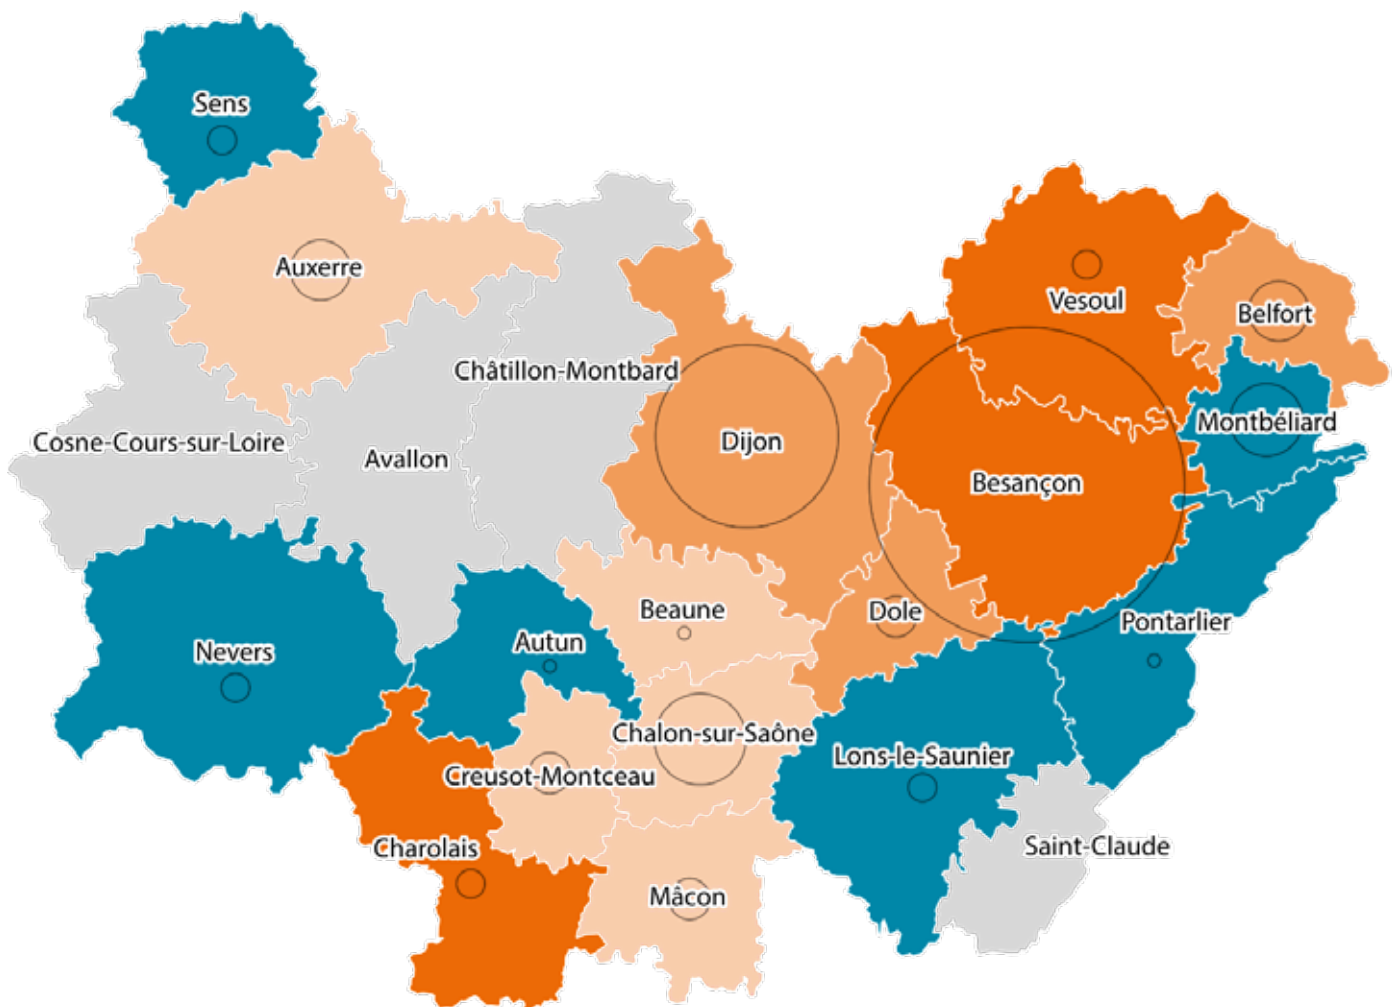 Sens
Auxerre
Vesoul
Belfort
Châtillon-Montbard
Montbéliard
Cosne-Cours-sur-Loire
Avallon
Dijon
Besançon
Beaune
Dole
Pontarlier
Nevers
Autun
Chalon-sur-Saône
Lons-le-Saunier
Creusot-Montceau
Charolais
Saint-Claude
Mâcon